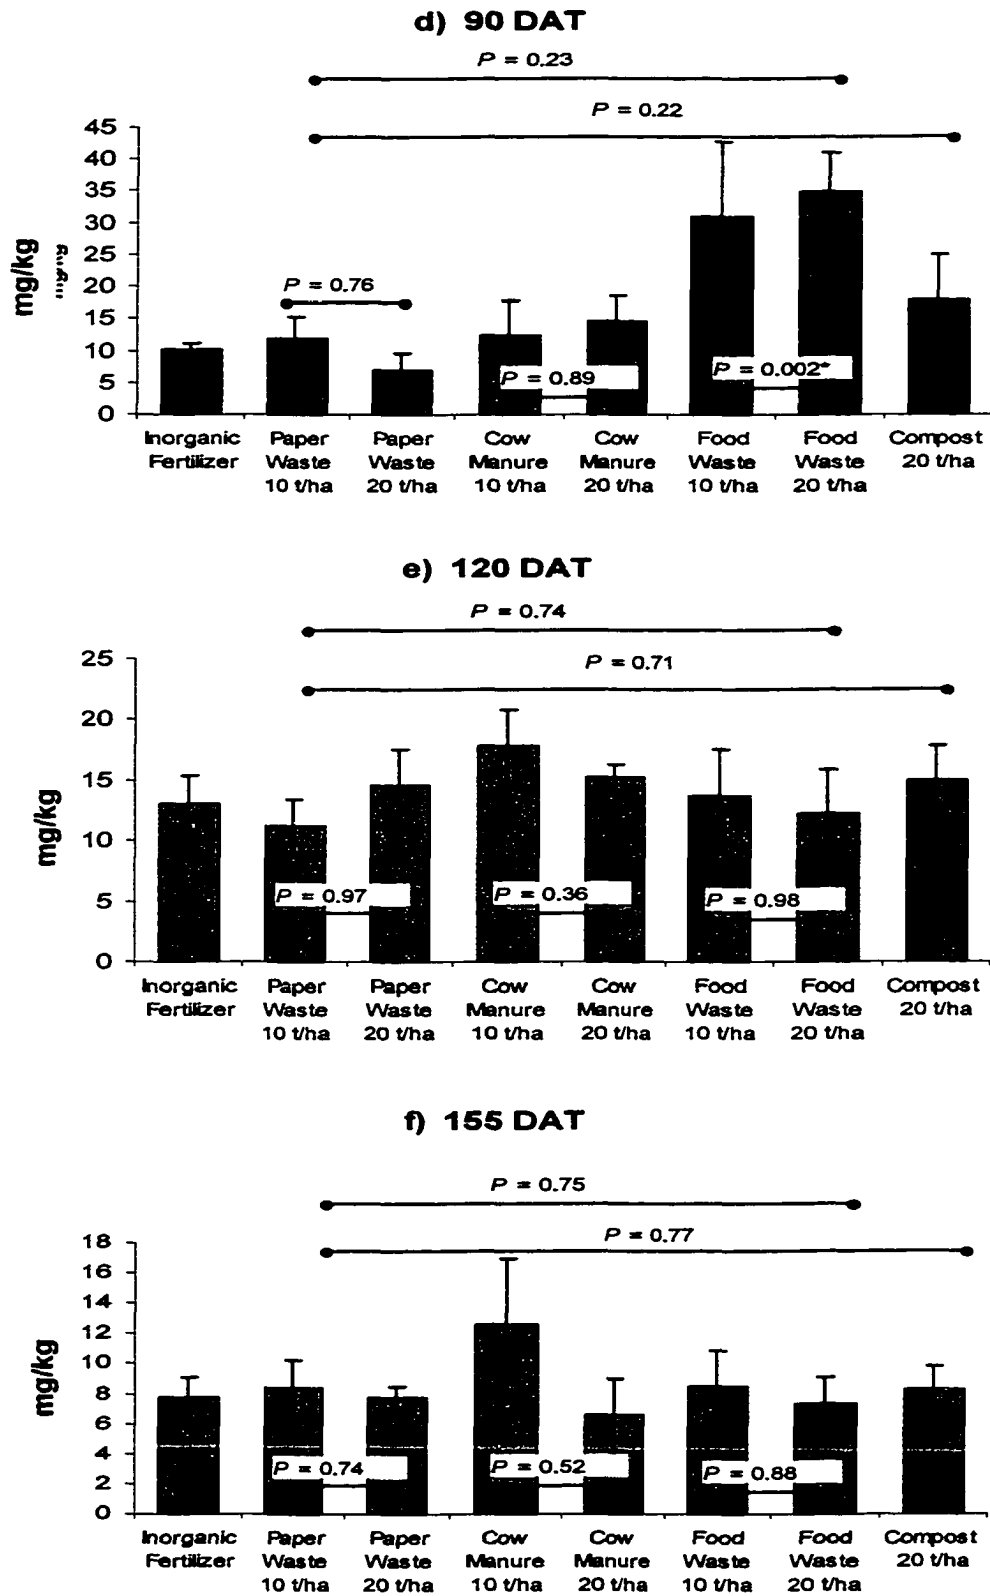 d) 90 DAT
P = 0.23
P = 0.22
45
40
35
30
25
20
15
10
5
0
mg/kg
P = 0.76
P = 0.89
P = 0.002*
Inorganic Fertilizer
Paper Waste 10 t/ha
Paper Waste 20 t/ha
Cow Manure 10 t/ha
Cow Manure 20 t/ha
Food Waste 10 t/ha
Food Waste 20 t/ha
Compost 20 t/ha
e) 120 DAT
P = 0.74
P = 0.71
25
20
15
10
5
0
mg/kg
P = 0.97
P = 0.36
P = 0.98
Inorganic Fertilizer
Paper Waste 10 t/ha
Paper Waste 20 t/ha
Cow Manure 10 t/ha
Cow Manure 20 t/ha
Food Waste 10 t/ha
Food Waste 20 t/ha
Compost 20 t/ha
f) 155 DAT
P = 0.75
P = 0.77
18
16
14
12
10
8
6
4
2
0
mg/kg
P = 0.74
P = 0.52
P = 0.88
Inorganic Fertilizer
Paper Waste 10 t/ha
Paper Waste 20 t/ha
Cow Manure 10 t/ha
Cow Manure 20 t/ha
Food Waste 10 t/ha
Food Waste 20 t/ha
Compost 20 t/ha